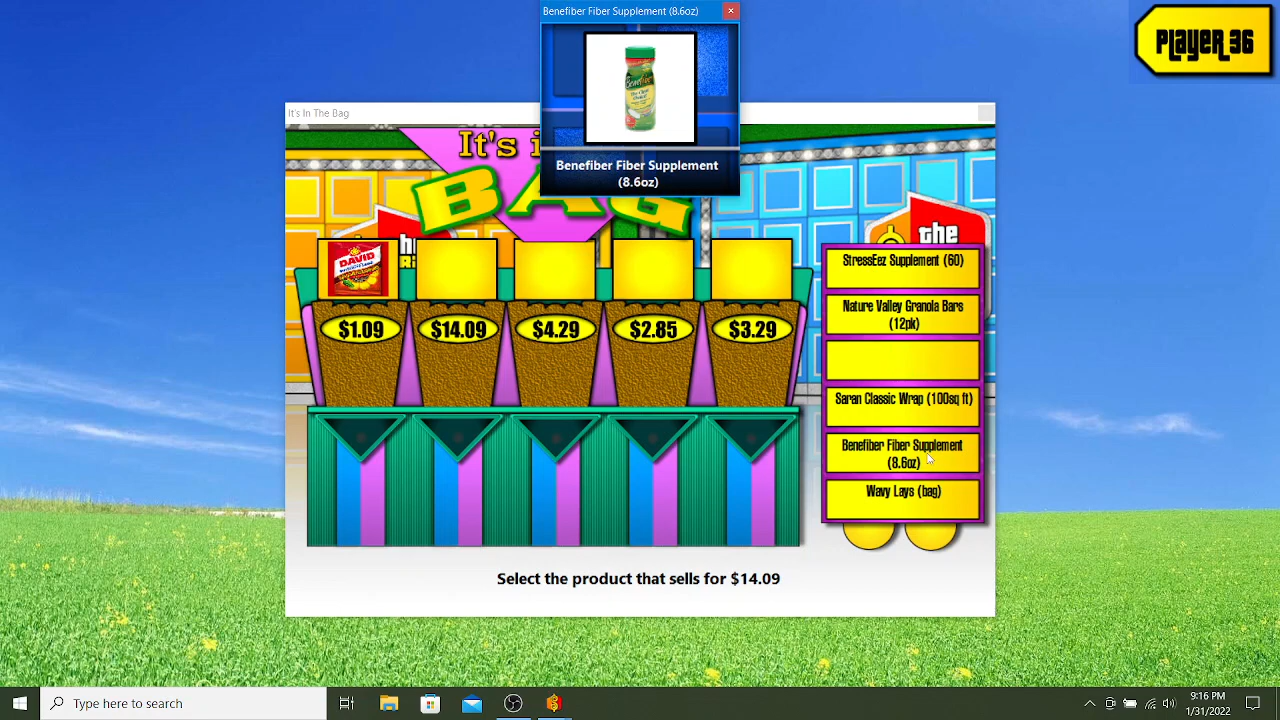 Benefiber Fiber Supplement (8.6oz)
PLAYER 36
Benefiber Fiber Supplement
(8.6oz)
It's In The Bag
It's i
BAG
the
DAVID
$1.09
$14.09
$4.29
$2.85
$3.29
StressEez Supplement (60)
Nature Valley Granola Bars
(12pk)
Saran Classic Wrap (100sq ft)
Benefiber Fiber Supplement
(8.6oz)
Wavy Lays (bag)
Select the product that sells for $14.09
Type here to search
9:16 PM
1/31/2022